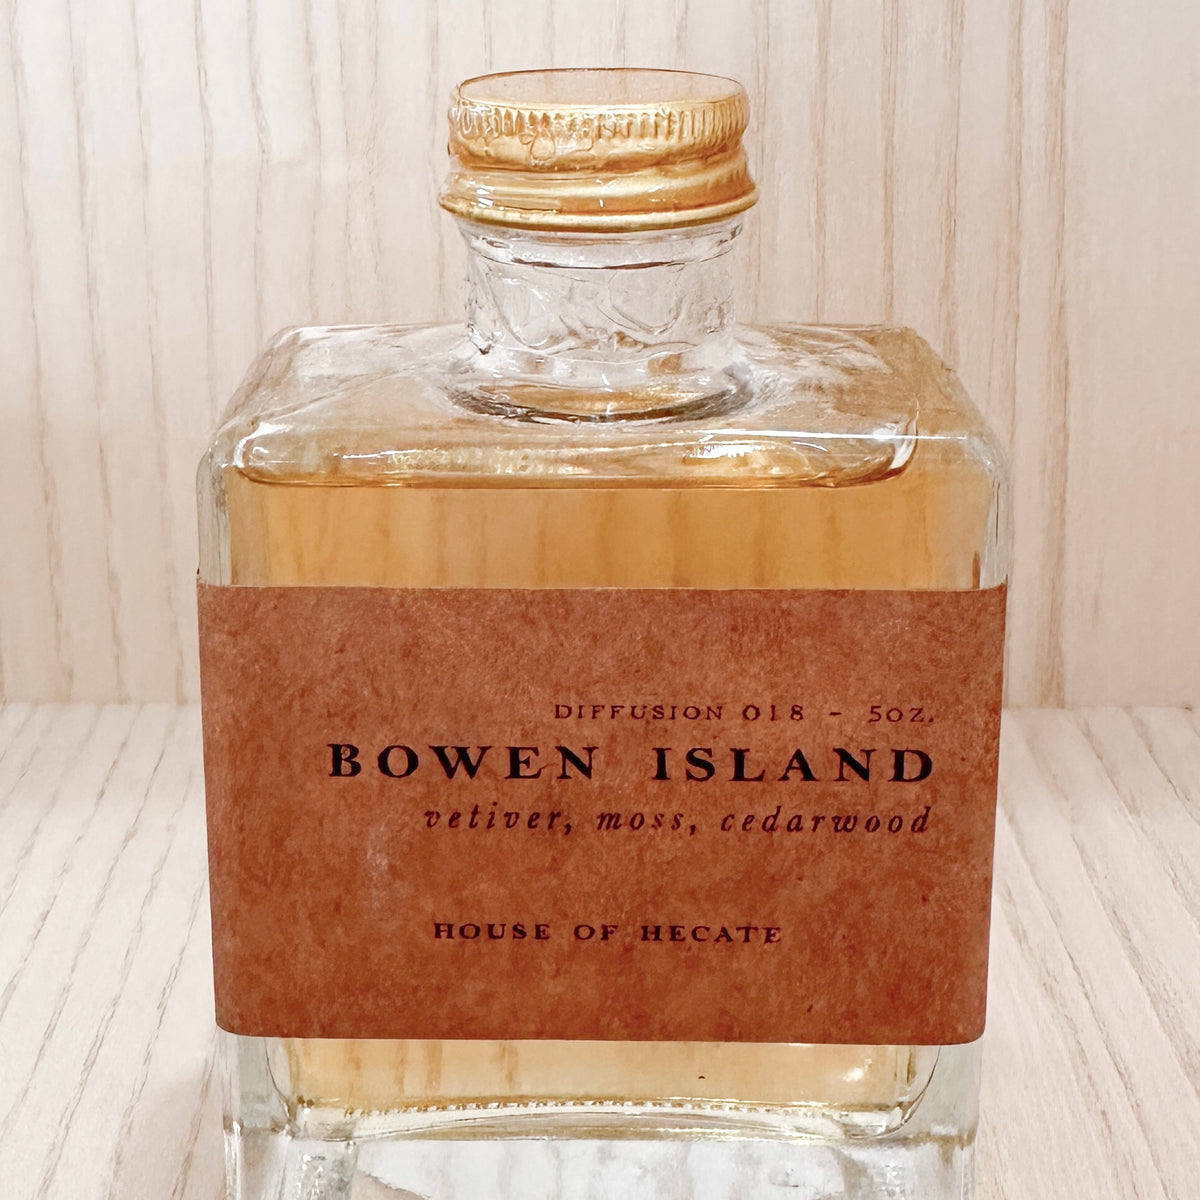 DIFFUSION 018 - 5OZ.
BOWEN ISLAND
vetiver, moss, cedarwood
HOUSE OF HECATE